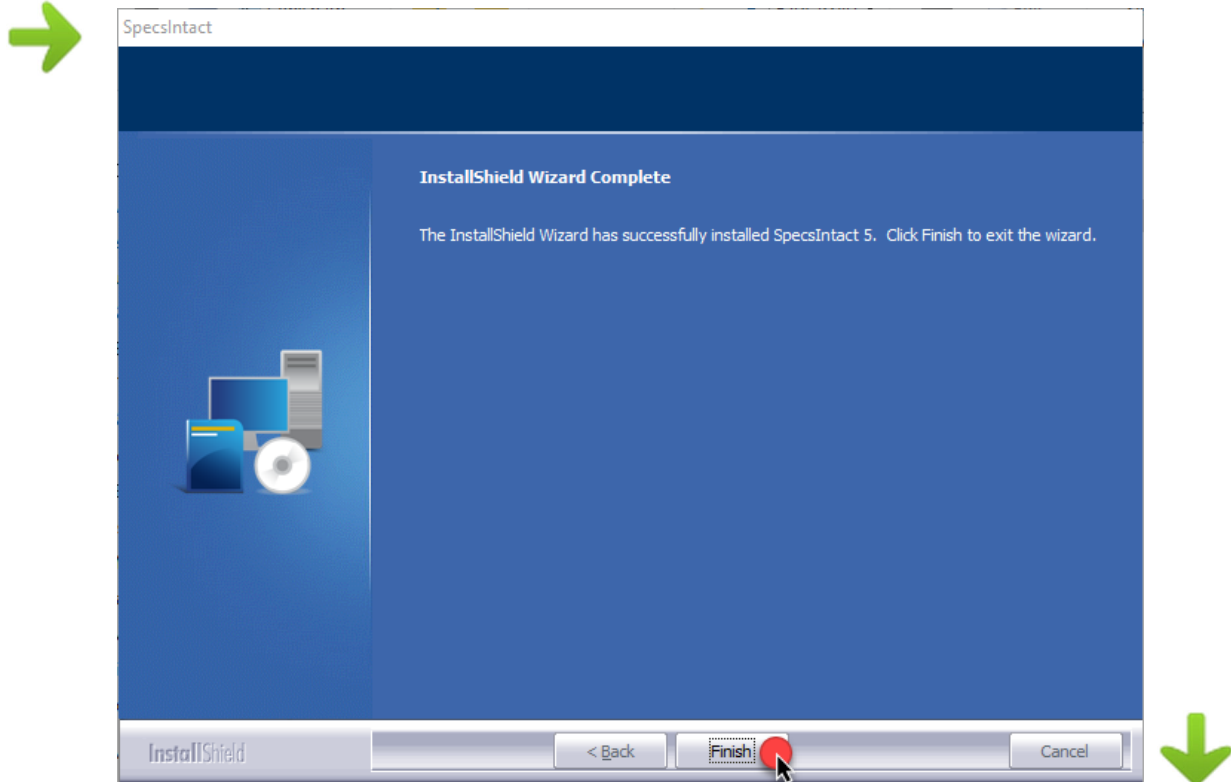 SpecsIntact
InstallShield Wizard Complete
The InstallShield Wizard has successfully installed SpecsIntact 5. Click Finish to exit the wizard.
InstallShield
< Back
Finish
Cancel